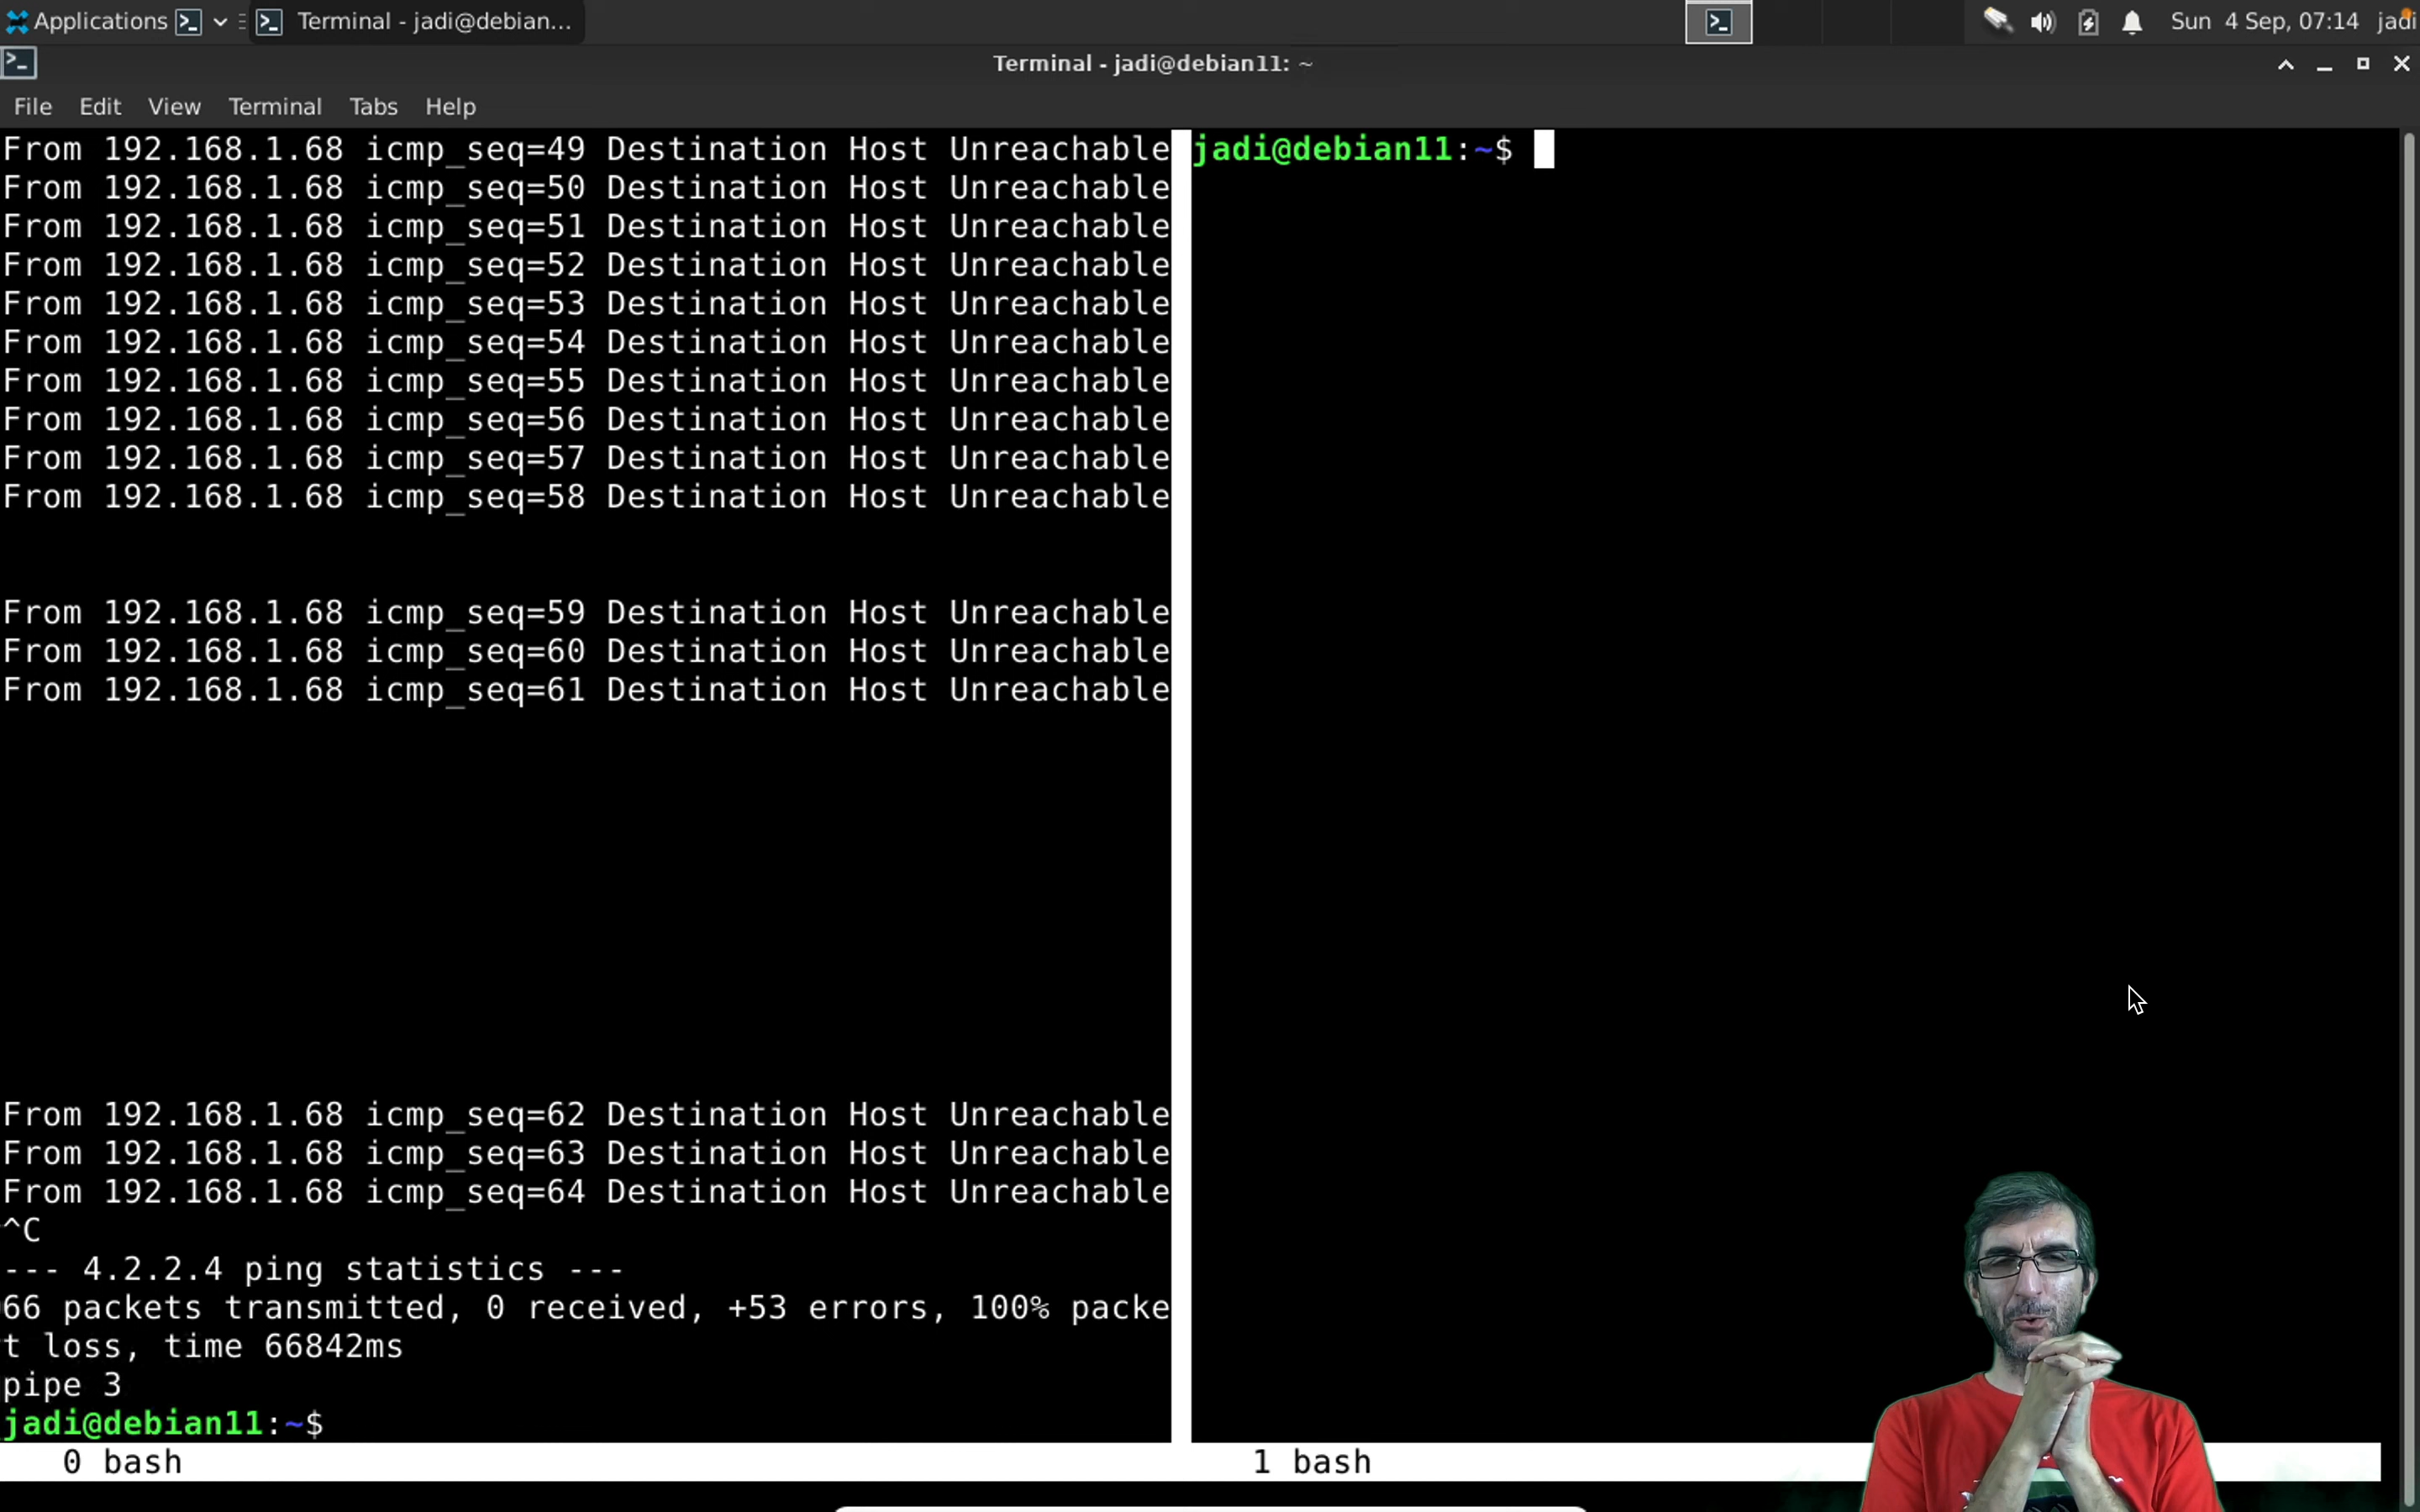 Applications
Terminal - jadi@debian...
Sun 4 Sep, 07:14 jadi
Terminal - jadi@debian11: ~
File Edit View Terminal Tabs Help
From 192.168.1.68 icmp_seq=49 Destination Host Unreachable
From 192.168.1.68 icmp_seq=50 Destination Host Unreachable
From 192.168.1.68 icmp_seq=51 Destination Host Unreachable
From 192.168.1.68 icmp_seq=52 Destination Host Unreachable
From 192.168.1.68 icmp_seq=53 Destination Host Unreachable
From 192.168.1.68 icmp_seq=54 Destination Host Unreachable
From 192.168.1.68 icmp_seq=55 Destination Host Unreachable
From 192.168.1.68 icmp_seq=56 Destination Host Unreachable
From 192.168.1.68 icmp_seq=57 Destination Host Unreachable
From 192.168.1.68 icmp_seq=58 Destination Host Unreachable
From 192.168.1.68 icmp_seq=59 Destination Host Unreachable
From 192.168.1.68 icmp_seq=60 Destination Host Unreachable
From 192.168.1.68 icmp_seq=61 Destination Host Unreachable
From 192.168.1.68 icmp_seq=62 Destination Host Unreachable
From 192.168.1.68 icmp_seq=63 Destination Host Unreachable
From 192.168.1.68 icmp_seq=64 Destination Host Unreachable
^C
--- 4.2.2.4 ping statistics ---
66 packets transmitted, 0 received, +53 errors, 100% packe
t loss, time 66842ms
pipe 3
jadi@debian11:~$
0 bash
jadi@debian11:~$
1 bash